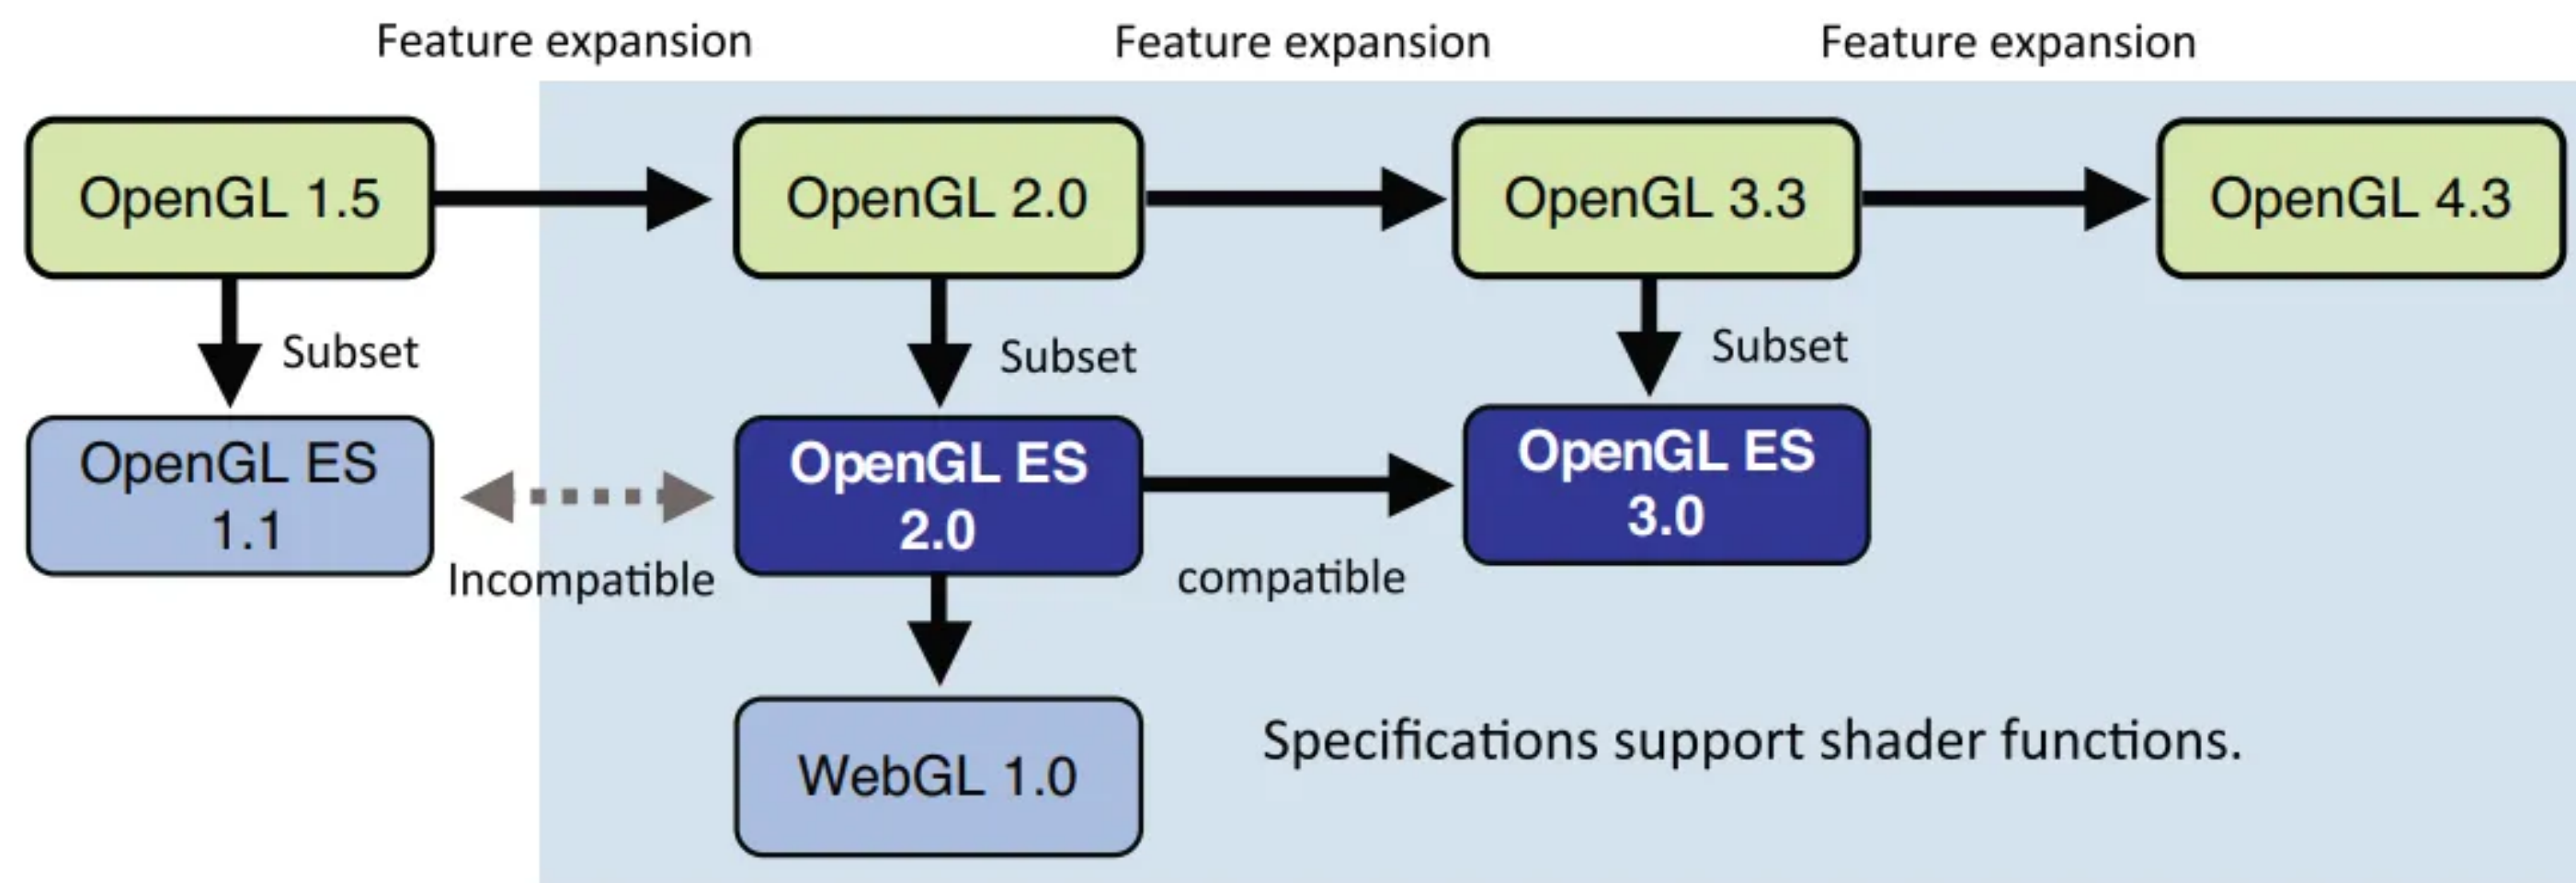 Feature expansion
Feature expansion
Feature expansion
OpenGL 1.5
OpenGL 2.0
OpenGL 3.3
OpenGL 4.3
Subset
Subset
Subset
OpenGL ES
1.1
Incompatible
OpenGL ES
2.0
compatible
OpenGL ES
3.0
WebGL 1.0
Specifications support shader functions.